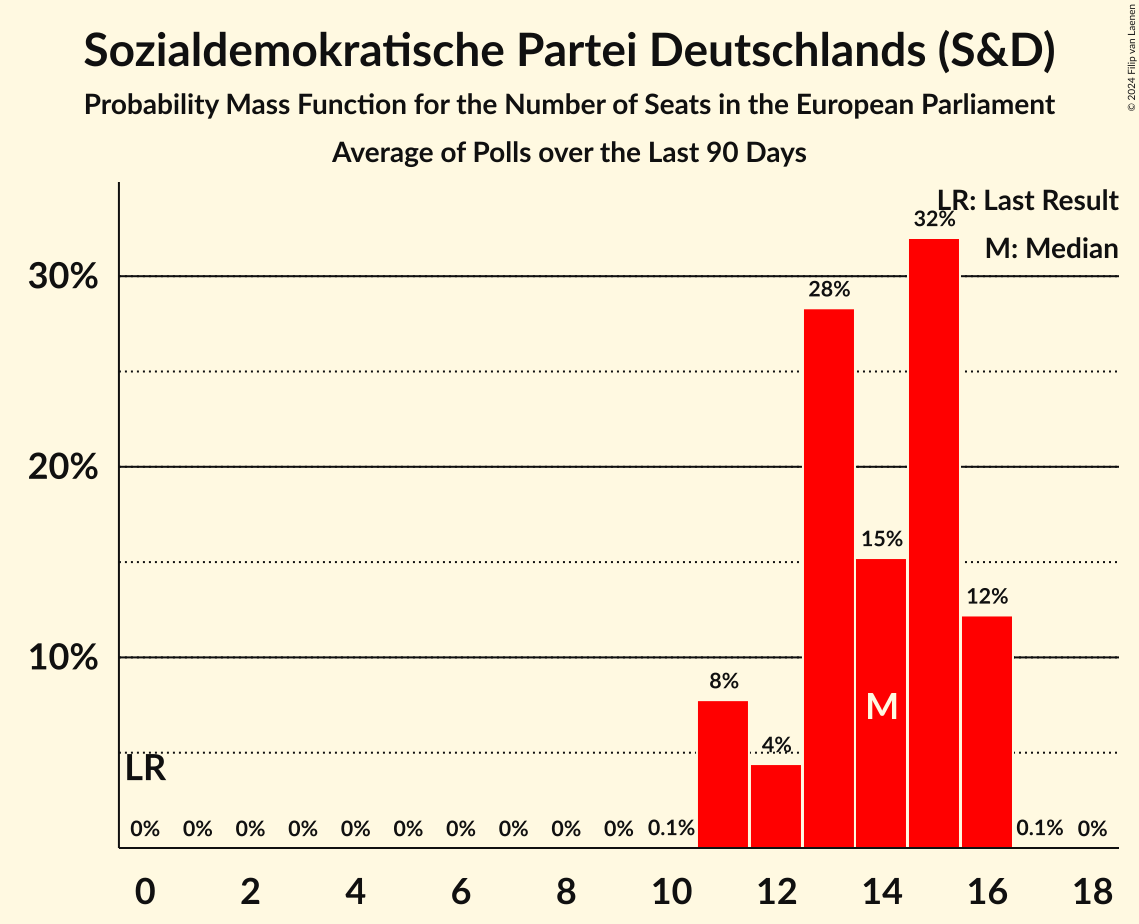 Sozialdemokratische Partei Deutschlands (S&D)
Probability Mass Function for the Number of Seats in the European Parliament
Average of Polls over the Last 90 Days
© 2024 Filip van Laenen
LR: Last Result
M: Median
30%
20%
10%
32%
28%
15%
12%
8%
4%
M
LR
0% 0% 0% 0% 0% 0% 0% 0% 0% 0% 0.1% 0.1% 0%
0 2 4 6 8 10 12 14 16 18